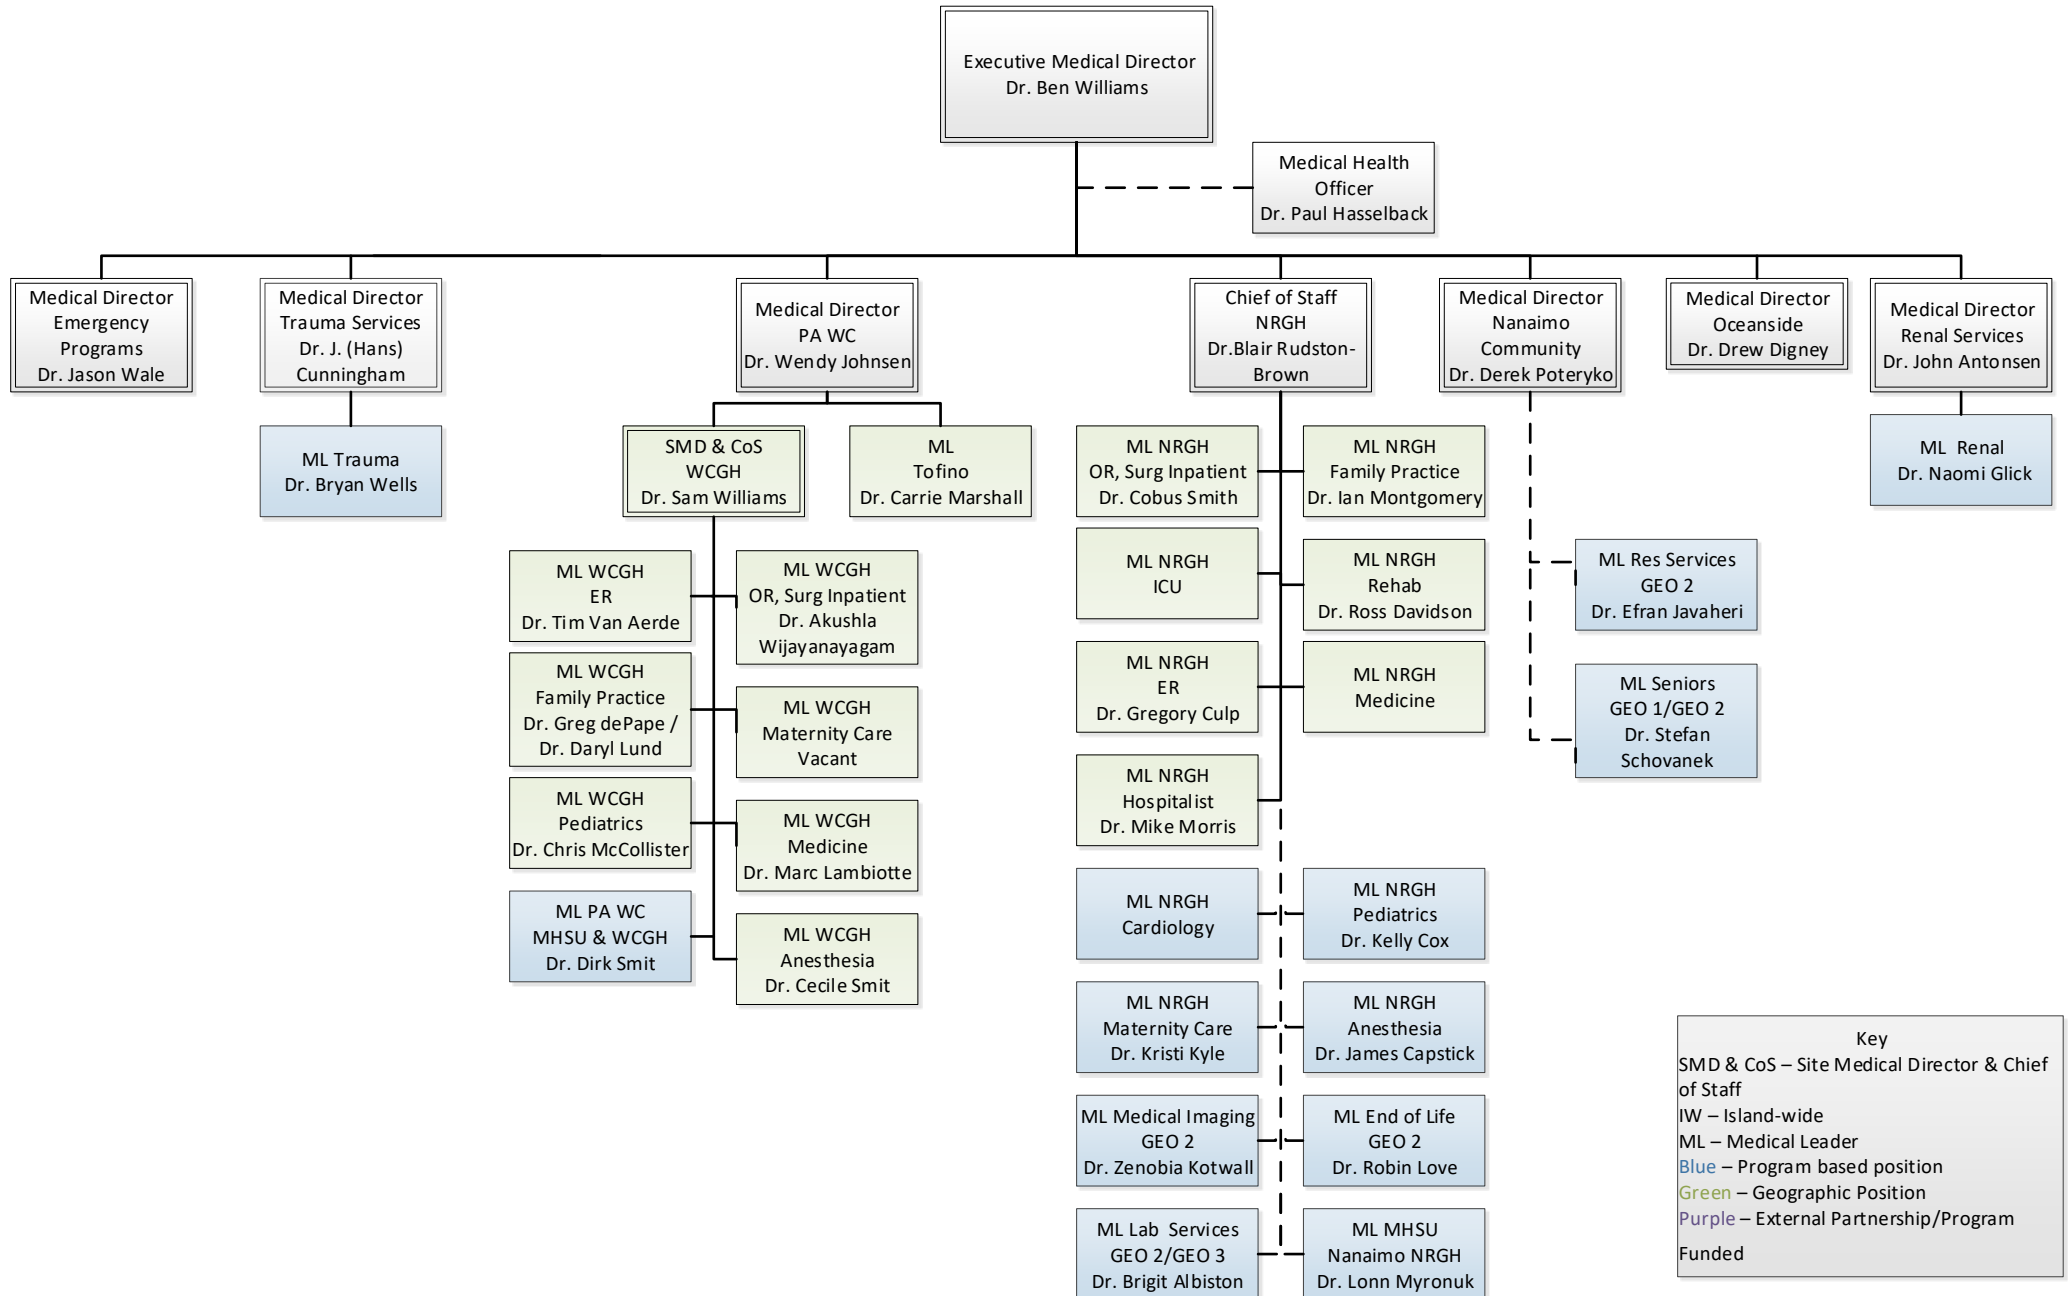 Executive Medical Director
Dr. Ben Williams
Medical Health
Officer
Dr. Paul Hasselback
Medical Director
Emergency
Programs
Dr. Jason Wale
Medical Director
Trauma Services
Dr. J. (Hans)
Cunningham
Medical Director
PA WC
Dr. Wendy Johnsen
Chief of Staff
NRGH
Dr.Blair Rudston-
Brown
Medical Director
Nanaimo
Community
Dr. Derek Poteryko
Medical Director
Oceanside
Dr. Drew Digney
Medical Director
Renal Services
Dr. John Antonsen
ML Trauma
Dr. Bryan Wells
SMD & CoS
WCGH
Dr. Sam Williams
ML
Tofino
Dr. Carrie Marshall
ML NRGH
OR, Surg Inpatient
Dr. Cobus Smith
ML NRGH
Family Practice
Dr. Ian Montgomery
ML Renal
Dr. Naomi Glick
ML WCGH
ER
Dr. Tim Van Aerde
ML WCGH
OR, Surg Inpatient
Dr. Akushla
Wijayanayagam
ML NRGH
ICU
ML NRGH
Rehab
Dr. Ross Davidson
ML Res Services
GEO 2
Dr. Efran Javaheri
ML WCGH
Family Practice
Dr. Greg dePape /
Dr. Daryl Lund
ML WCGH
Maternity Care
Vacant
ML NRGH
ER
Dr. Gregory Culp
ML NRGH
Medicine
ML Seniors
GEO 1/GEO 2
Dr. Stefan
Schovanek
ML WCGH
Pediatrics
Dr. Chris McCollister
ML WCGH
Medicine
Dr. Marc Lambiotte
ML NRGH
Hospitalist
Dr. Mike Morris
ML PA WC
MHSU & WCGH
Dr. Dirk Smit
ML WCGH
Anesthesia
Dr. Cecile Smit
ML NRGH
Cardiology
ML NRGH
Pediatrics
Dr. Kelly Cox
ML NRGH
Maternity Care
Dr. Kristi Kyle
ML NRGH
Anesthesia
Dr. James Capstick
ML Medical Imaging
GEO 2
Dr. Zenobia Kotwall
ML End of Life
GEO 2
Dr. Robin Love
ML Lab Services
GEO 2/GEO 3
Dr. Brigit Albiston
ML MHSU
Nanaimo NRGH
Dr. Lonn Myronuk
Key
SMD & CoS – Site Medical Director & Chief
of Staff
IW – Island-wide
ML – Medical Leader
Blue – Program based position
Green – Geographic Position
Purple – External Partnership/Program
Funded